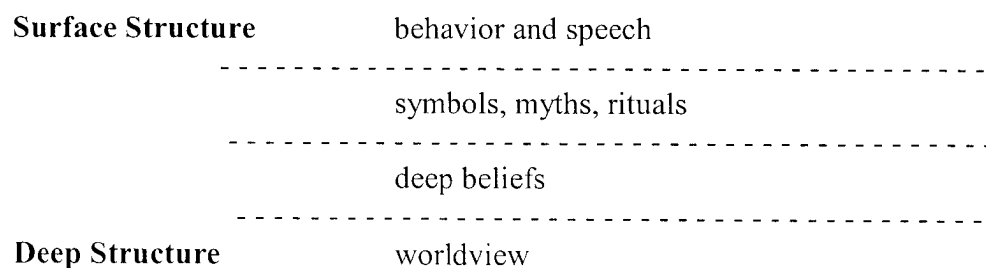 Surface Structure behavior and speech
symbols, myths, rituals
deep beliefs
Deep Structure worldview